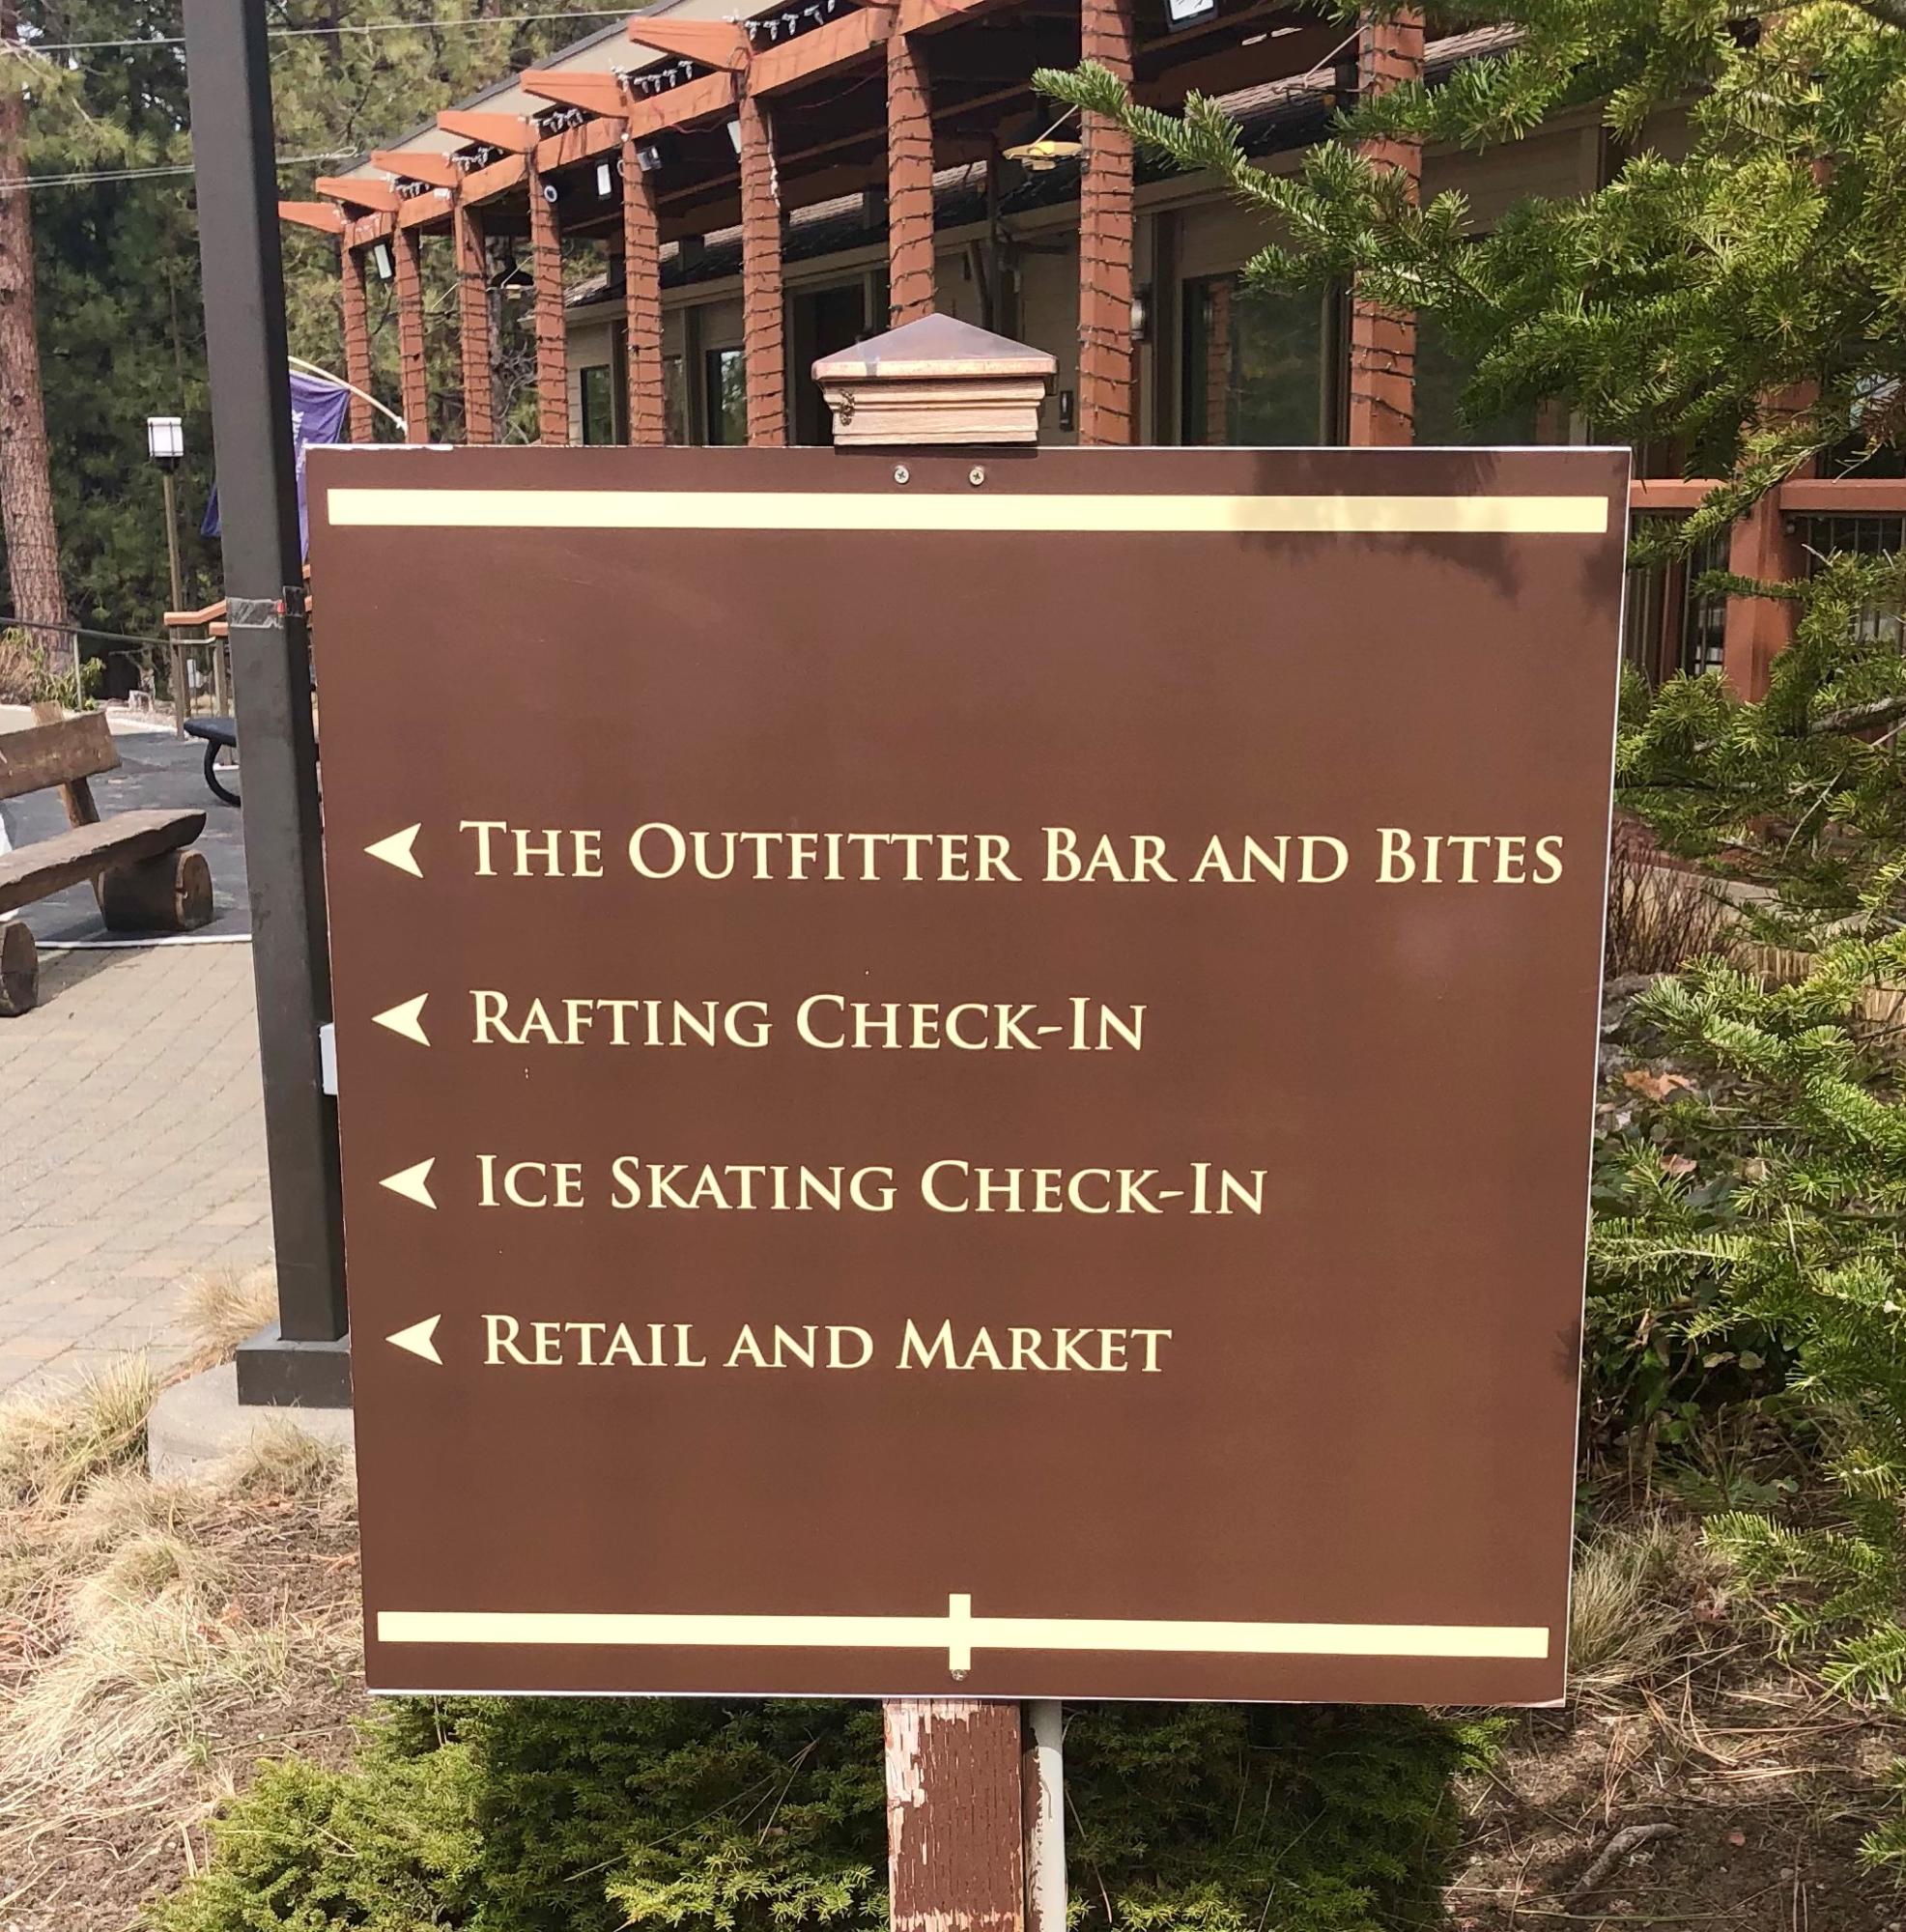 The Outfitter Bar and Bites
Rafting Check-In
Ice Skating Check-In
Retail and Market